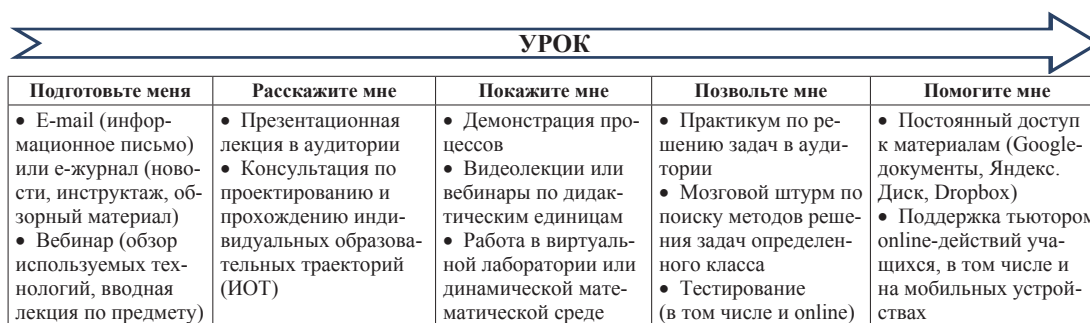 УРОК
Подготовьте меня
Расскажите мне
Покажите мне
Позвольте мне
Помогите мне
• E-mail (инфор-
мационное письмо)
или е-журнал (ново-
сти, инструктаж, об-
зорный материал)
• Вебинар (обзор
используемых тех-
нологий, вводная
лекция по предмету)
• Презентационная
лекция в аудитории
• Консультация по
проектированию и
прохождению инди-
видуальных образова-
тельных траекторий
(ИОТ)
• Демонстрация про-
цессов
• Видеолекции или
вебинары по дидак-
тическим единицам
• Работа в виртуаль-
ной лаборатории или
динамической мате-
матической среде
• Практикум по ре-
шению задач в ауди-
тории
• Мозговой штурм по
поиску методов реше-
ния задач определен-
ного класса
• Тестирование
(в том числе и online)
• Постоянный доступ
к материалам (Google-
документы, Яндекс.
Диск, Dropbox)
• Поддержка тьютором
online-действий уча-
щихся, в том числе и
на мобильных устрой-
ствах